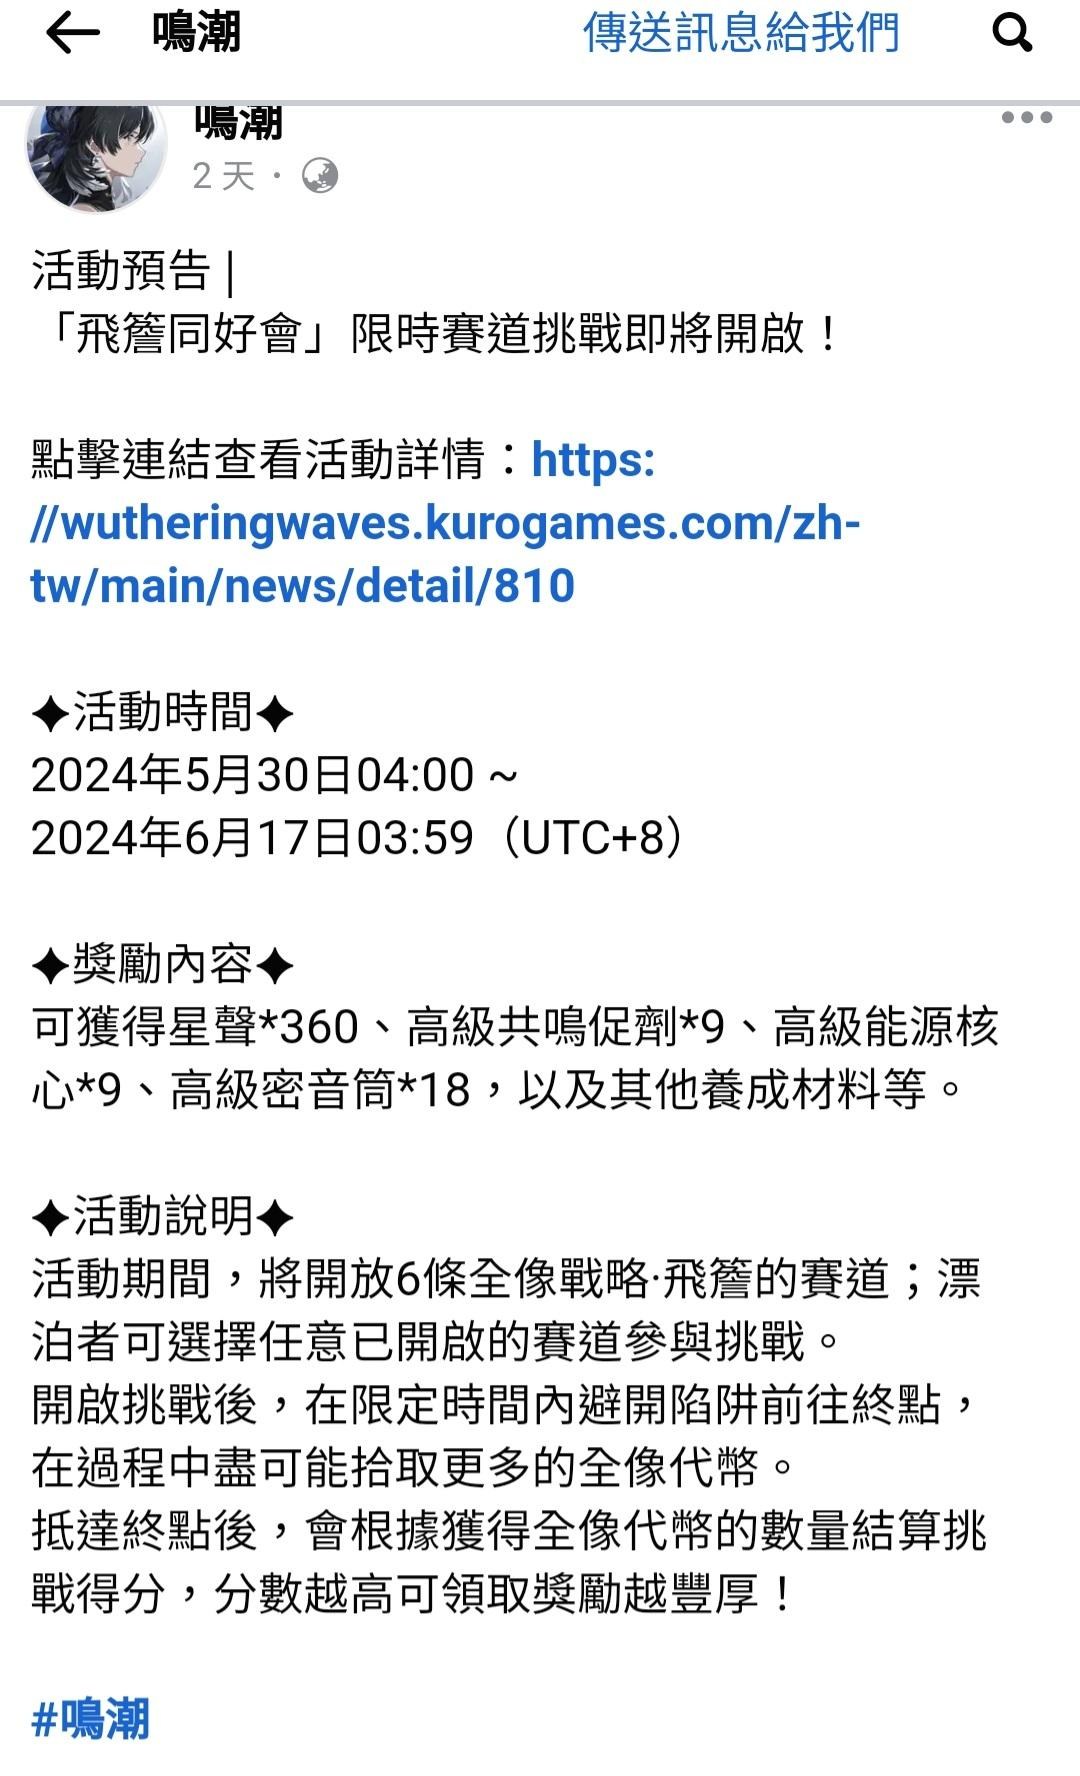 鳴潮
傳送訊息給我們
鳴潮
2 天 ·
活動預告 |
「飛簷同好會」限時賽道挑戰即將開啟！
點擊連結查看活動詳情：https:
//wutheringwaves.kurogames.com/zh-
tw/main/news/detail/810
✦活動時間✦
2024年5月30日04:00 ~
2024年6月17日03:59（UTC+8）
✦獎勵內容✦
可獲得星聲*360、高級共鳴促劑*9、高級能源核
心*9、高級密音筒*18，以及其他養成材料等。
✦活動說明✦
活動期間，將開放6條全像戰略·飛簷的賽道；漂
泊者可選擇任意已開啟的賽道參與挑戰。
開啟挑戰後，在限定時間內避開陷阱前往終點，
在過程中盡可能拾取更多的全像代幣。
抵達終點後，會根據獲得全像代幣的數量結算挑
戰得分，分數越高可領取獎勵越豐厚！
#鳴潮